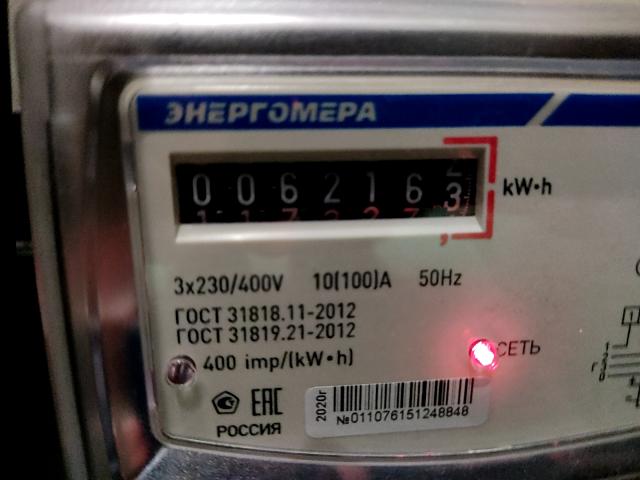 ЭНЕРГОМЕРА
0062163
kW•h
3x230/400V 10(100)A 50Hz
ГОСТ 31818.11-2012
ГОСТ 31819.21-2012
400 imp/(kW•h)
СЕТЬ
ЕАС
РОССИЯ
2020г
№011076151248848